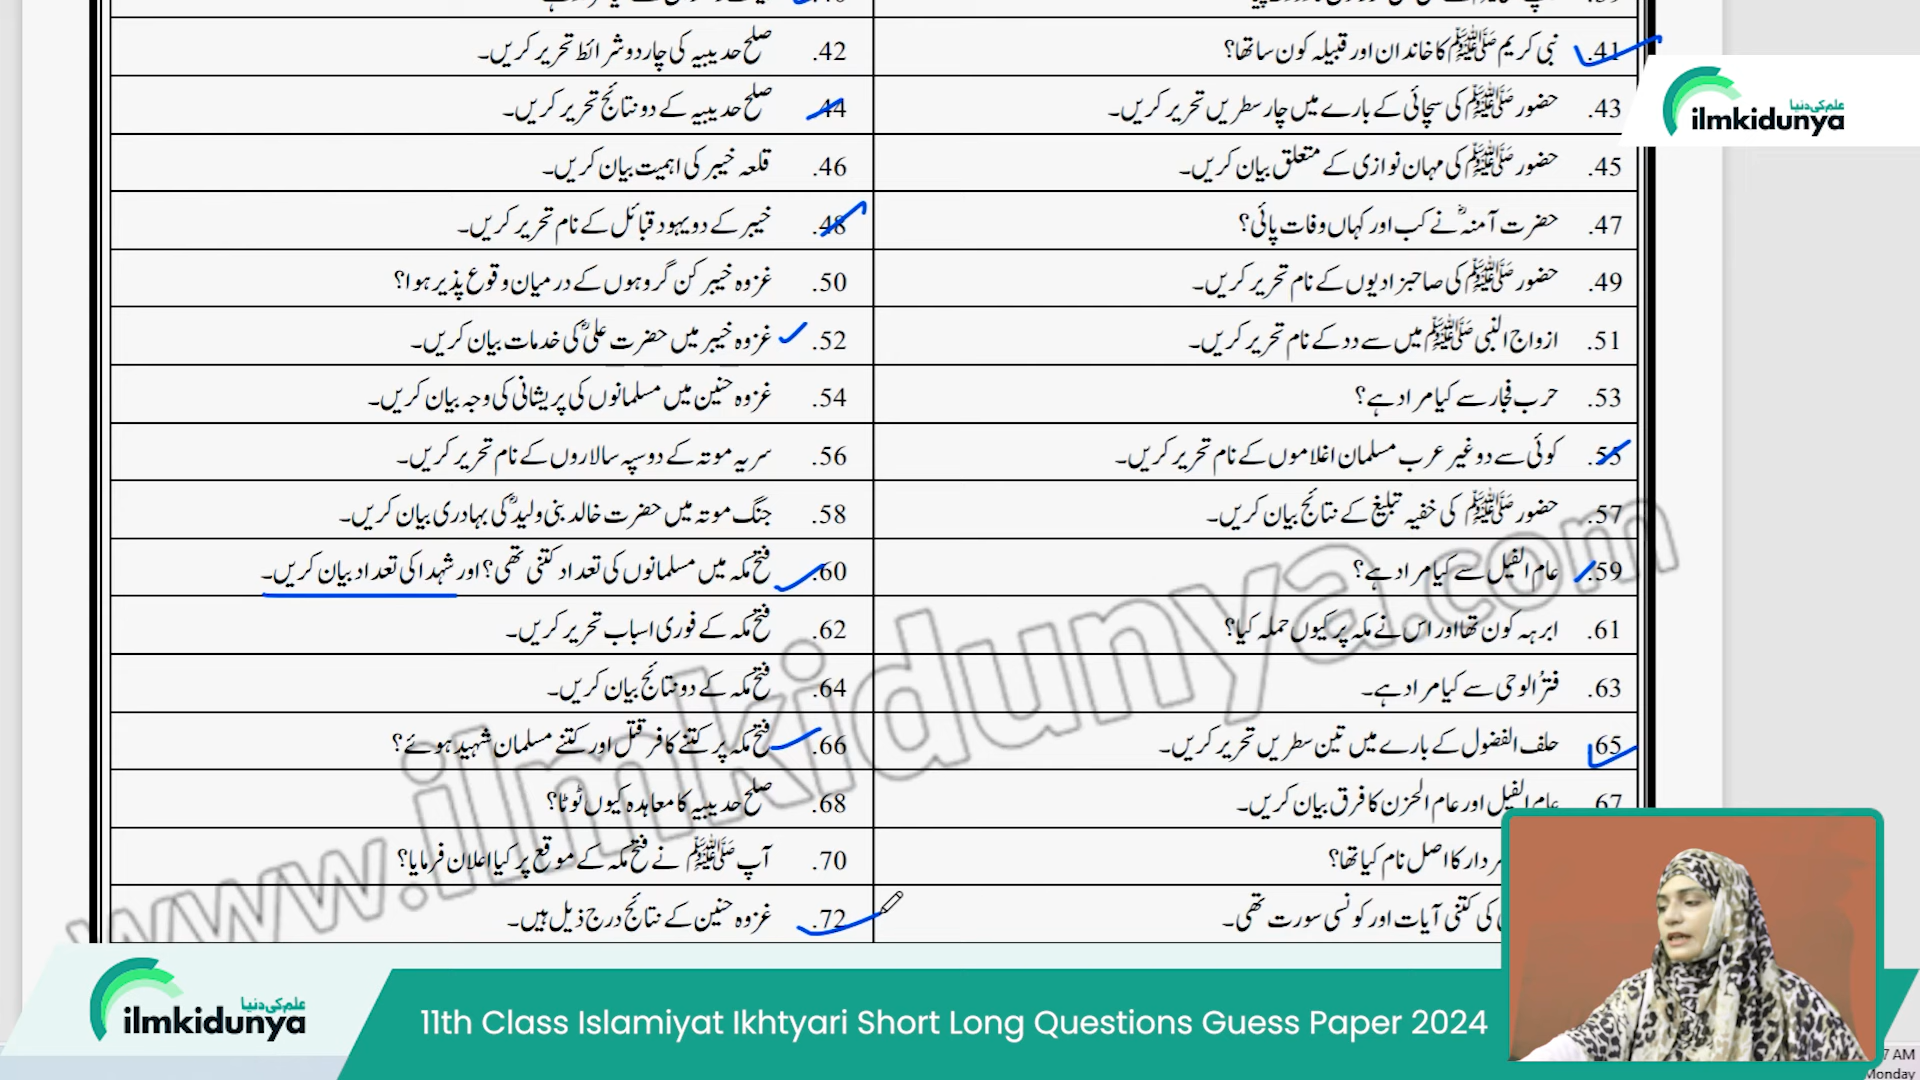 41. نبی کریم ﷺ کا خاندان اور قبیلہ کون سا تھا؟
42. صلح حدیبیہ کی چار دو شرائط تحریر کریں۔
43. حضور ﷺ کی سچائی کے بارے میں چار سطریں تحریر کریں۔
44. صلح حدیبیہ کے دو نتائج تحریر کریں۔
45. حضور ﷺ کی مہان نوازی کے متعلق بیان کریں۔
46. قلعہ خیبر کی اہمیت بیان کریں۔
47. حضرت آمنہؓ نے کب اور کہاں وفات پائی؟
48. خیبر کے دو یہود قبائل کے نام تحریر کریں۔
49. حضور ﷺ کی صاحبزادیوں کے نام تحریر کریں۔
50. غزوہ خیبر کن گروہوں کے درمیان وقوع پذیر ہوا؟
51. ازواج النبی ﷺ میں سے دد کے نام تحریر کریں۔
52. غزوہ خیبر میں حضرت علیؓ کی خدمات بیان کریں۔
53. حرب فجار سے کیا مراد ہے؟
54. غزوہ حنین میں مسلمانوں کی پریشانی کی وجہ بیان کریں۔
55. کوئی سے دو غیر عرب مسلمان اغلاموں کے نام تحریر کریں۔
56. سریہ موتہ کے دو سپہ سالاروں کے نام تحریر کریں۔
57. حضور ﷺ کی خفیہ تبلیغ کے نتائج بیان کریں۔
58. جنگ موتہ میں حضرت خالد بنی ولیدؓ کی بہادری بیان کریں۔
59. عام الفیل سے کیا مراد ہے؟
60. فتح مکہ میں مسلمانوں کی تعداد کتنی تھی؟ اور شہدا کی تعداد بیان کریں۔
61. ابرہہ کون تھا اور اس نے مکہ پر کیوں حملہ کیا؟
62. فتح مکہ کے فوری اسباب تحریر کریں۔
63. فترُ الوحی سے کیا مراد ہے۔
64. فتح مکہ کے دو نتائج بیان کریں۔
65. حلف الفضول کے بارے میں تین سطریں تحریر کریں۔
66. فتح مکہ پر کتنے کافر قتل اور کتنے مسلمان شہید ہوئے؟
67. عام الفیل اور عام الحزن کا فرق بیان کریں۔
68. صلح حدیبیہ کا معاہدہ کیوں ٹوٹا؟
ردار کا اصل نام کیا تھا؟
70. آپ ﷺ نے فتح مکہ کے موقع پر کیا اعلان فرمایا؟
کی کتنی آیات اور کونسی سورت تھی۔
72. غزوہ حنین کے نتائج درج ذیل ہیں۔
www.ilmkidunya.com
علم کی دنیا
ilmkidunya
علم کی دنیا
ilmkidunya
11th Class Islamiyat Ikhtyari Short Long Questions Guess Paper 2024
7 AM
Monday